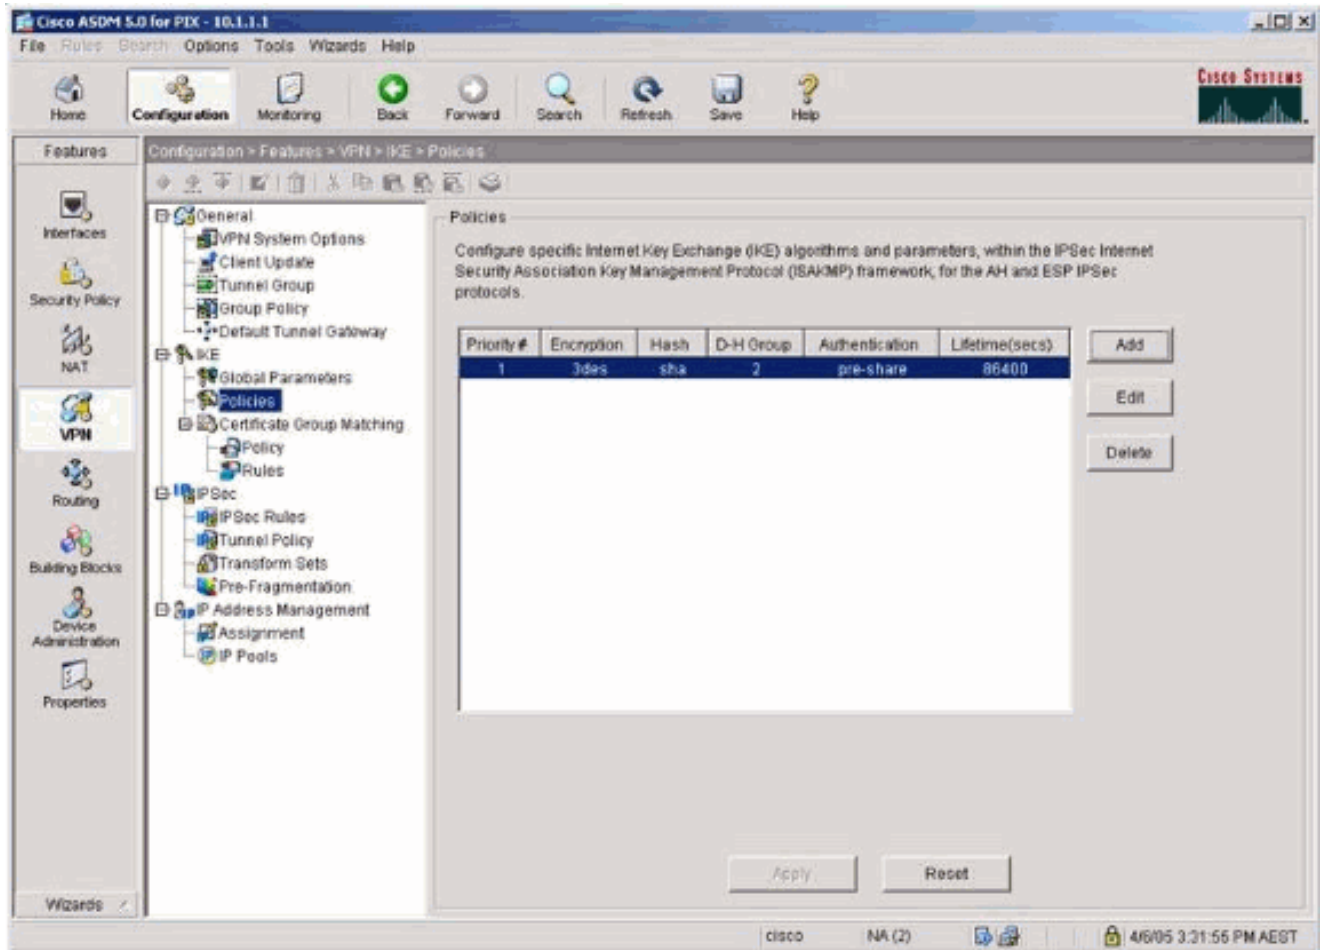 Cisco ASDM 5.0 for PIX - 10.1.1.1
File Rules Search Options Tools Wizards Help
Home Configuration Monitoring Back Forward Search Refresh Save Help
CISCO SYSTEMS
Features
Configuration > Features > VPN > IKE > Policies
Interfaces
Security Policy
NAT
VPN
Routing
Building Blocks
Device
Administration
Properties
Wizards
General
VPN System Options
Client Update
Tunnel Group
Group Policy
Default Tunnel Gateway
IKE
Global Parameters
Policies
Certificate Group Matching
Policy
Rules
IPSec
IPSec Rules
Tunnel Policy
Transform Sets
Pre-Fragmentation
IP Address Management
Assignment
IP Pools
Policies
Configure specific Internet Key Exchange (IKE) algorithms and parameters, within the IPSec Internet
Security Association Key Management Protocol (ISAKMP) framework, for the AH and ESP IPSec
protocols.
Priority # Encryption Hash D-H Group Authentication Lifetime(secs)
1 3des sha 2 pre-share 86400
Add
Edit
Delete
Apply Reset
cisco NA (2) 4/6/05 3:31:55 PM AEST